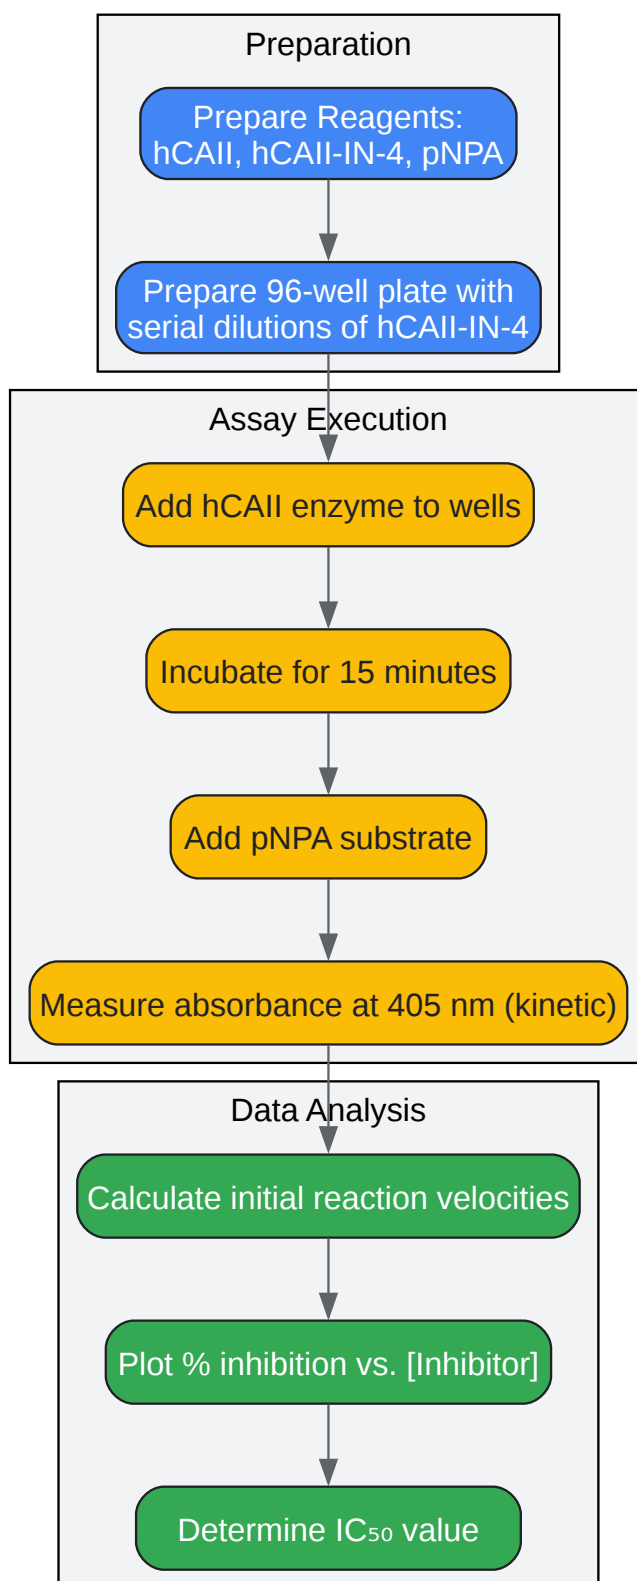 Preparation
Prepare Reagents:
hCAII, hCAII-IN-4, pNPA
Prepare 96-well plate with
serial dilutions of hCAII-IN-4
Assay Execution
Add hCAII enzyme to wells
Incubate for 15 minutes
Add pNPA substrate
Measure absorbance at 405 nm (kinetic)
Data Analysis
Calculate initial reaction velocities
Plot % inhibition vs. [Inhibitor]
Determine IC₅₀ value